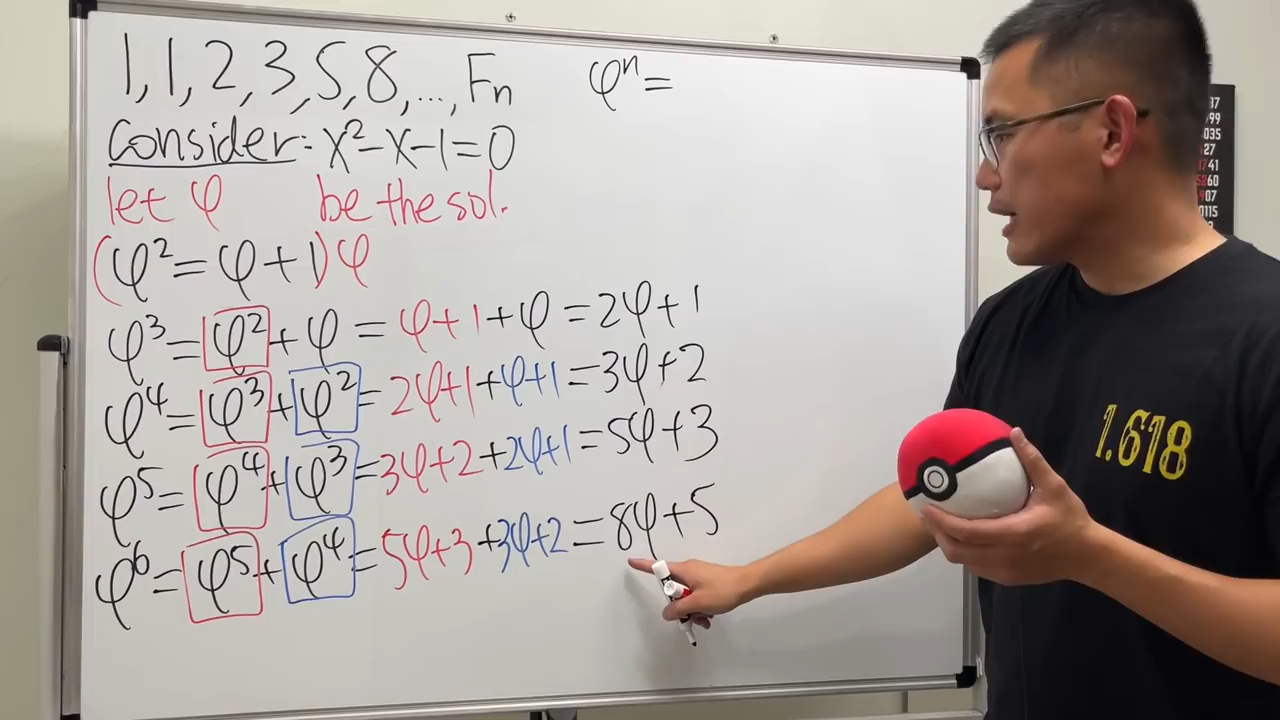 1, 1, 2, 3, 5, 8, ..., Fn
φⁿ =
consider: x² - x - 1 = 0
let φ be the sol.
(φ² = φ + 1) φ
φ³ = φ² + φ = φ + 1 + φ = 2φ + 1
φ⁴ = φ³ + φ² = 2φ + 1 + φ + 1 = 3φ + 2
φ⁵ = φ⁴ + φ³ = 3φ + 2 + 2φ + 1 = 5φ + 3
φ⁶ = φ⁵ + φ⁴ = 5φ + 3 + 3φ + 2 = 8φ + 5
1.618